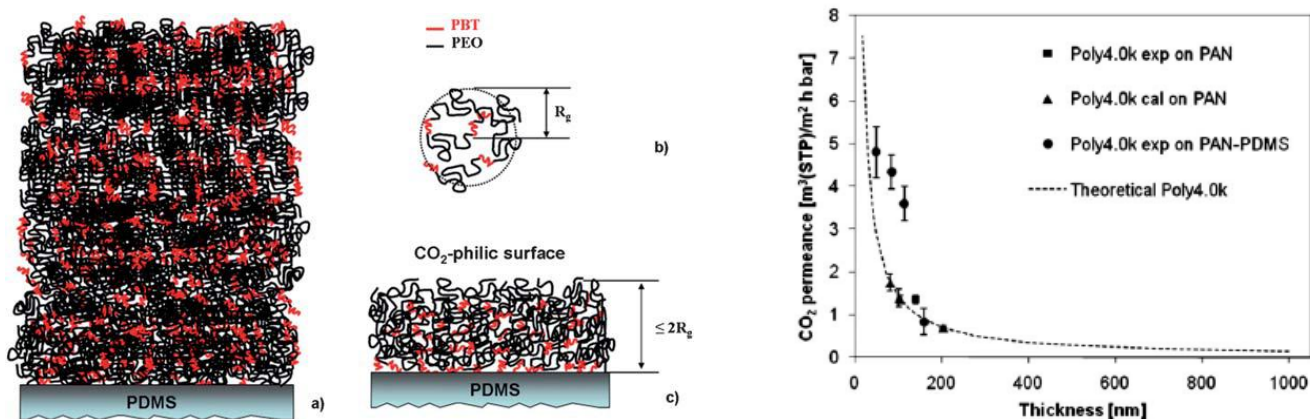 PBT
PEO
Rg
b)
CO2-philic surface
≤ 2Rg
PDMS
a)
PDMS
c)
CO2 permeance [m3(STP)/m2 h bar]
8
7
6
5
4
3
2
1
0
Poly4.0k exp on PAN
Poly4.0k cal on PAN
Poly4.0k exp on PAN-PDMS
Theoretical Poly4.0k
0 200 400 600 800 1000
Thickness [nm]